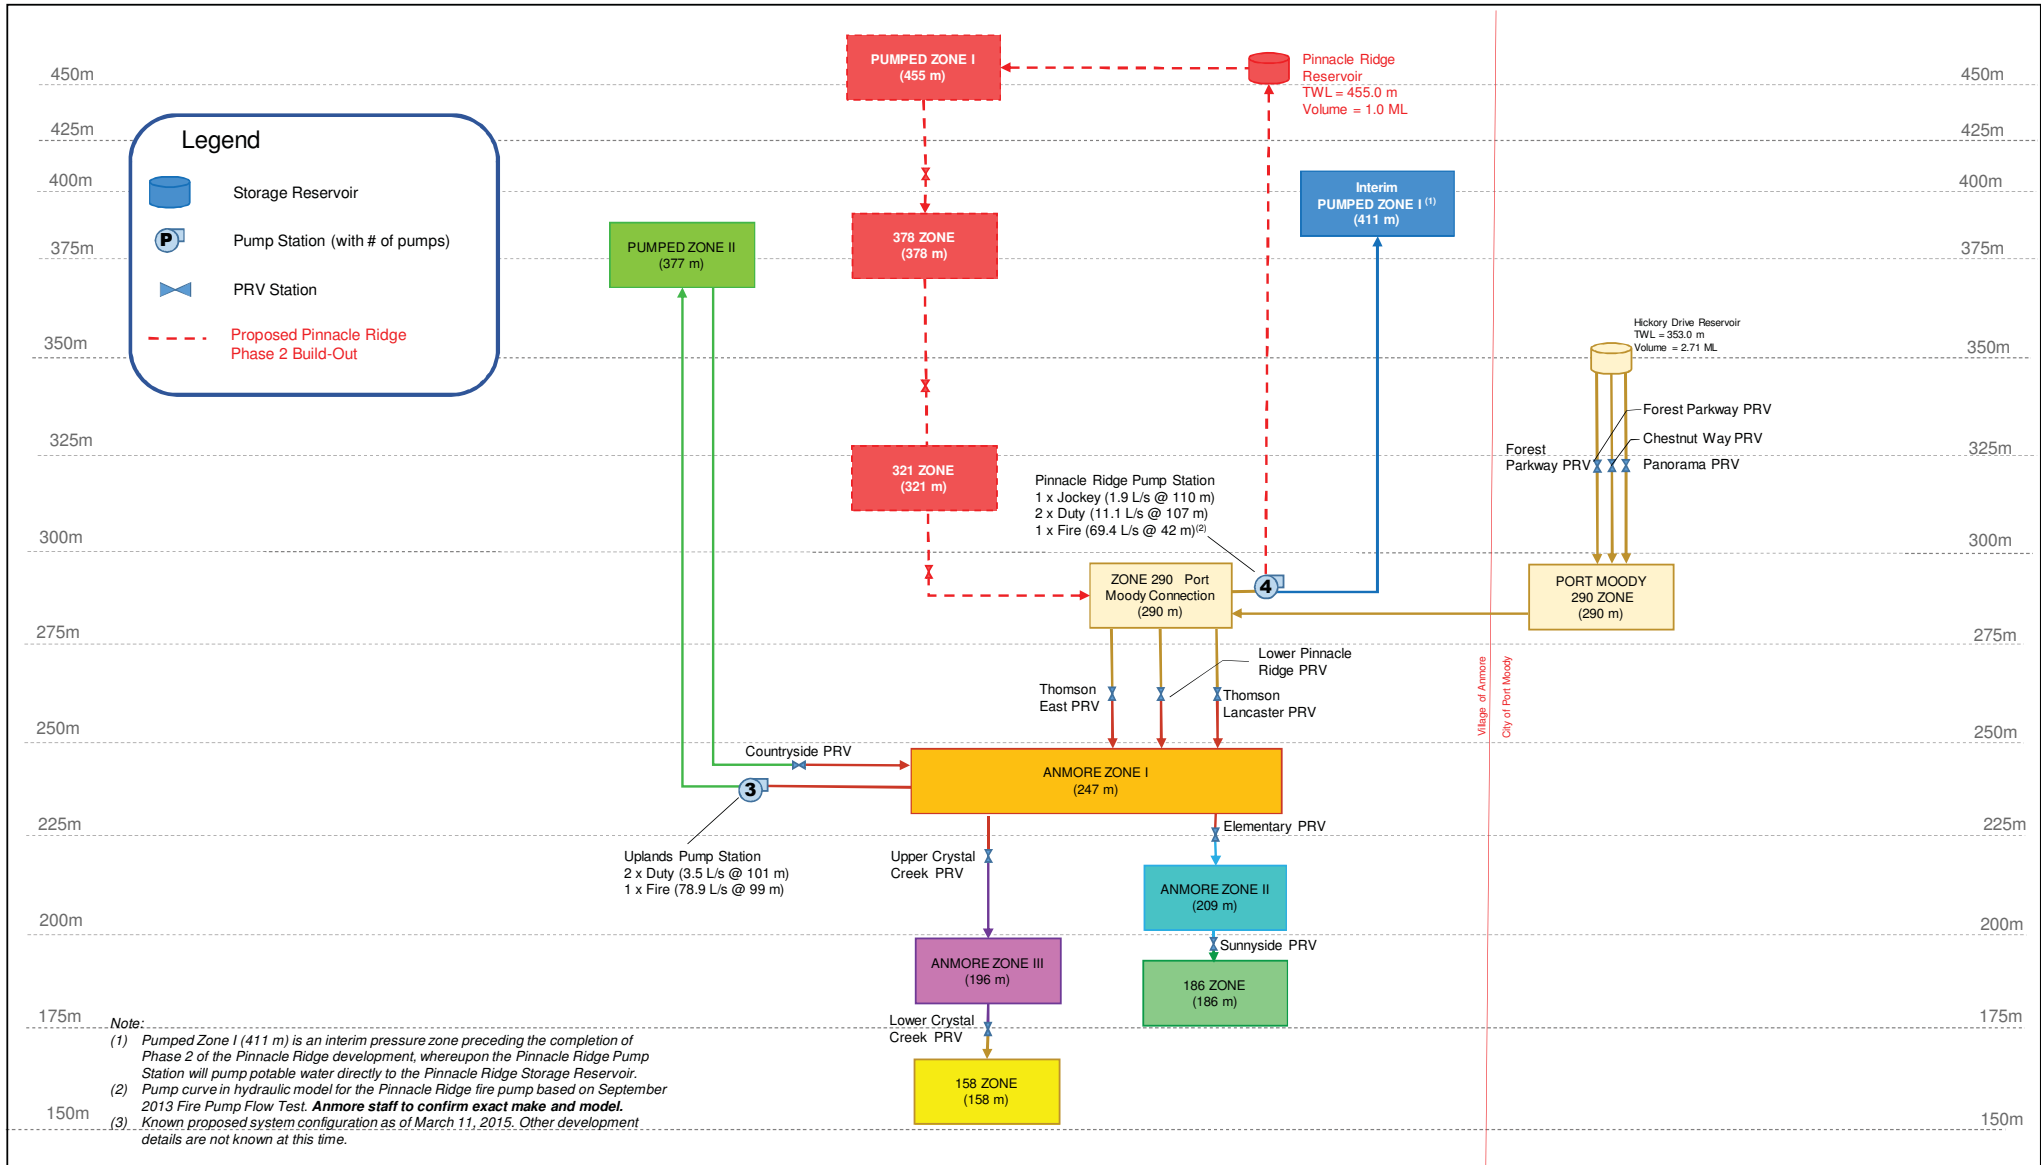 450m
425m
400m
375m
350m
325m
300m
275m
250m
225m
200m
175m
150m
Legend
Storage Reservoir
P
Pump Station (with # of pumps)
PRV Station
Proposed Pinnacle Ridge
Phase 2 Build-Out
PUMPED ZONE I
(455 m)
Pinnacle Ridge
Reservoir
TWL = 455.0 m
Volume = 1.0 ML
Interim
PUMPED ZONE I (1)
(411 m)
PUMPED ZONE II
(377 m)
378 ZONE
(378 m)
Hickory Drive Reservoir
TWL = 353.0 m
Volume = 2.71 ML
Forest Parkway PRV
Chestnut Way PRV
Panorama PRV
Forest
Parkway PRV
321 ZONE
(321 m)
Pinnacle Ridge Pump Station
1 x Jockey (1.9 L/s @ 110 m)
2 x Duty (11.1 L/s @ 107 m)
1 x Fire (69.4 L/s @ 42 m)(2)
4
ZONE 290 Port
Moody Connection
(290 m)
PORT MOODY
290 ZONE
(290 m)
Lower Pinnacle
Ridge PRV
Thomson
East PRV
Thomson
Lancaster PRV
Village of Anmore
City of Port Moody
Countryside PRV
3
ANMORE ZONE I
(247 m)
Uplands Pump Station
2 x Duty (3.5 L/s @ 101 m)
1 x Fire (78.9 L/s @ 99 m)
Upper Crystal
Creek PRV
Elementary PRV
ANMORE ZONE II
(209 m)
Sunnyside PRV
ANMORE ZONE III
(196 m)
186 ZONE
(186 m)
Lower Crystal
Creek PRV
158 ZONE
(158 m)
Note:
(1) Pumped Zone I (411 m) is an interim pressure zone preceding the completion of
Phase 2 of the Pinnacle Ridge development, whereupon the Pinnacle Ridge Pump
Station will pump potable water directly to the Pinnacle Ridge Storage Reservoir.
(2) Pump curve in hydraulic model for the Pinnacle Ridge fire pump based on September
2013 Fire Pump Flow Test. Anmore staff to confirm exact make and model.
(3) Known proposed system configuration as of March 11, 2015. Other development
details are not known at this time.
450m
425m
400m
375m
350m
325m
300m
275m
250m
225m
200m
175m
150m